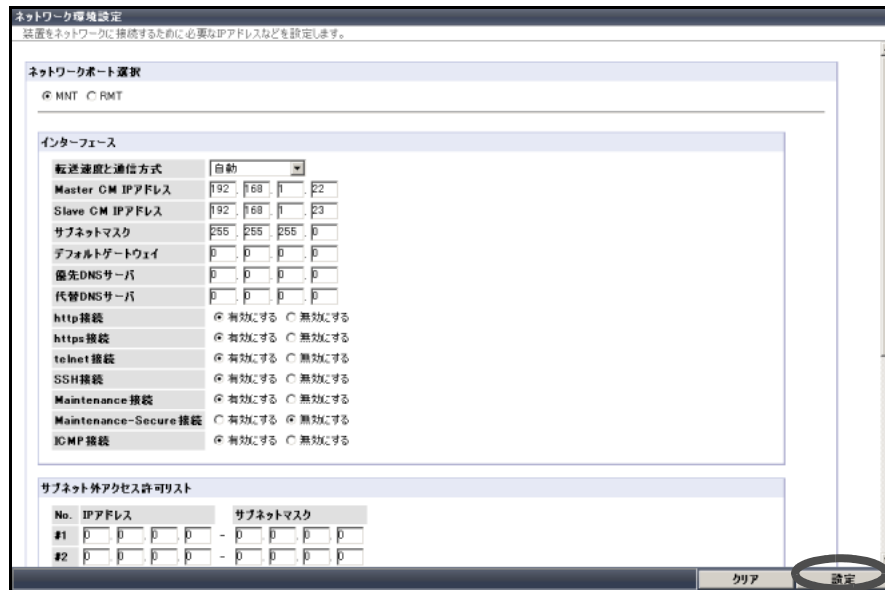 ネットワーク環境設定
装置をネットワークに接続するために必要なIPアドレスなどを設定します。
ネットワークポート選択
MNT RMT
インターフェース
転送速度と通信方式 自動
Master CM IPアドレス 192 . 168 . 1 . 22
Slave CM IPアドレス 192 . 168 . 1 . 23
サブネットマスク 255 . 255 . 255 . 0
デフォルトゲートウェイ 0 . 0 . 0 . 0
優先DNSサーバ 0 . 0 . 0 . 0
代替DNSサーバ 0 . 0 . 0 . 0
http接続 有効にする 無効にする
https接続 有効にする 無効にする
telnet接続 有効にする 無効にする
SSH接続 有効にする 無効にする
Maintenance接続 有効にする 無効にする
Maintenance-Secure接続 有効にする 無効にする
ICMP接続 有効にする 無効にする
サブネット外アクセス許可リスト
No. IPアドレス サブネットマスク
#1 0 . 0 . 0 . 0 - 0 . 0 . 0 . 0
#2 0 . 0 . 0 . 0 - 0 . 0 . 0 . 0
クリア 設定